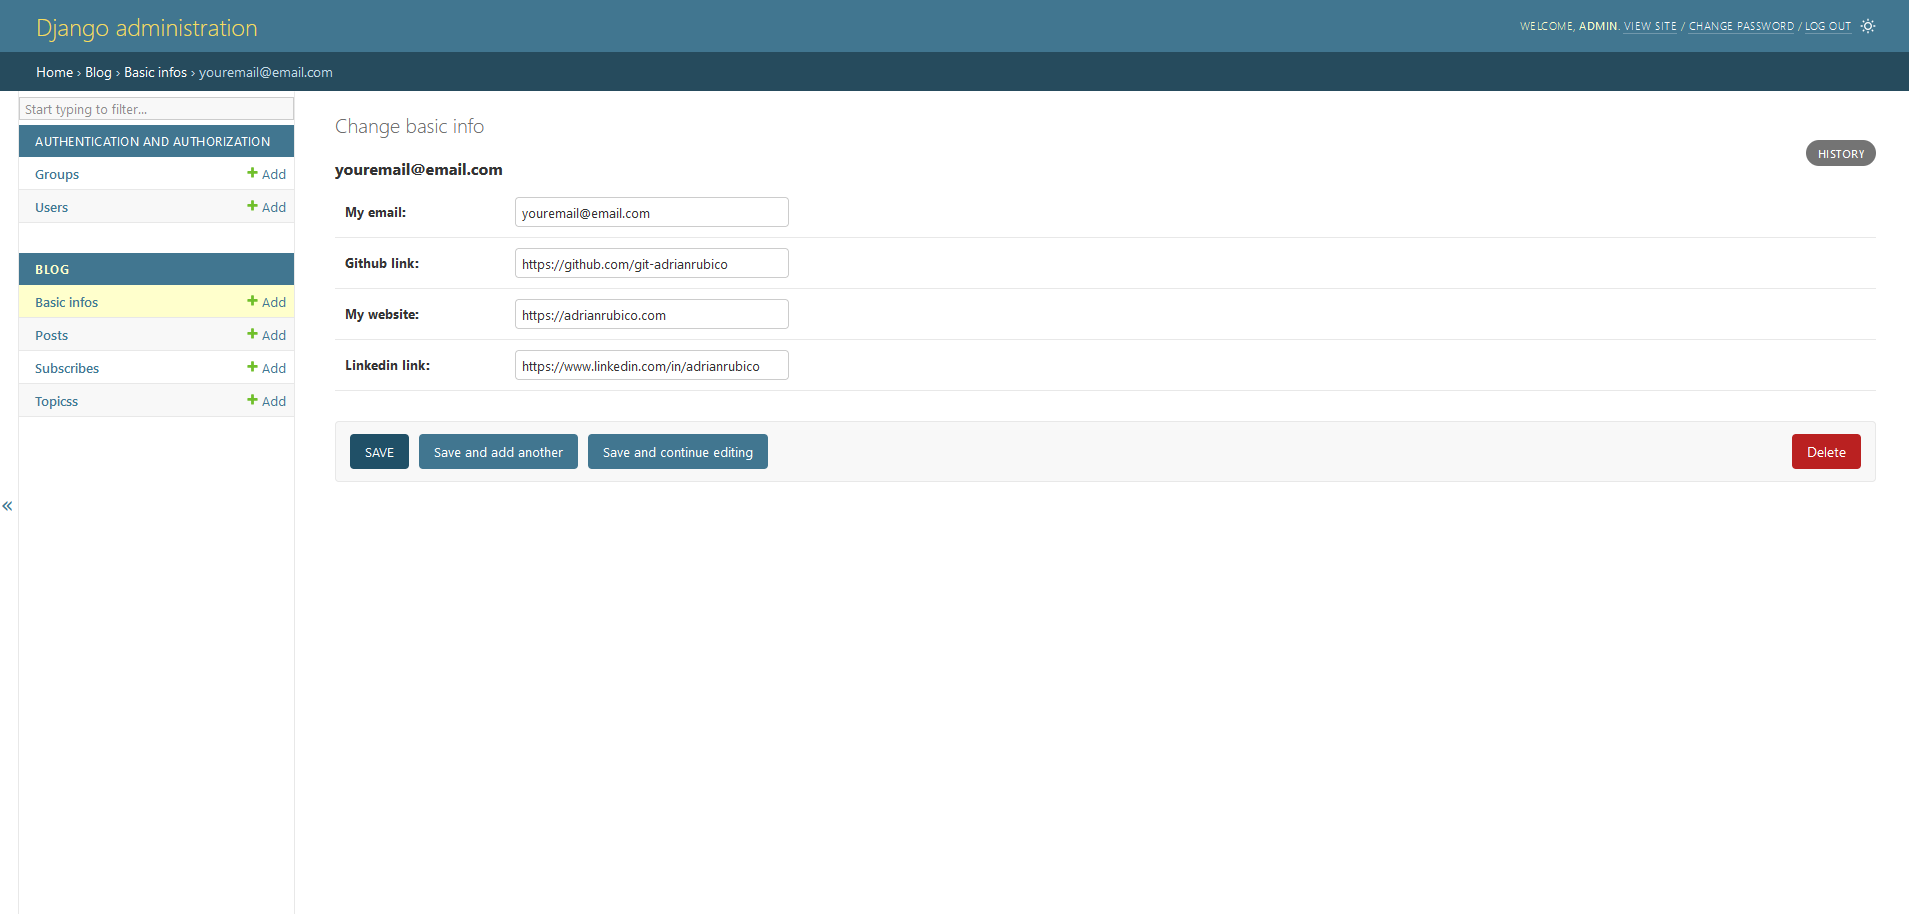 Django administration
WELCOME, ADMIN. VIEW SITE / CHANGE PASSWORD / LOG OUT
Home › Blog › Basic infos › youremail@email.com
Start typing to filter...
AUTHENTICATION AND AUTHORIZATION
Groups + Add
Users + Add
BLOG
Basic infos + Add
Posts + Add
Subscribes + Add
Topicss + Add
«
Change basic info
HISTORY
youremail@email.com
My email: youremail@email.com
Github link: https://github.com/git-adrianrubico
My website: https://adrianrubico.com
Linkedin link: https://www.linkedin.com/in/adrianrubico
SAVE Save and add another Save and continue editing Delete